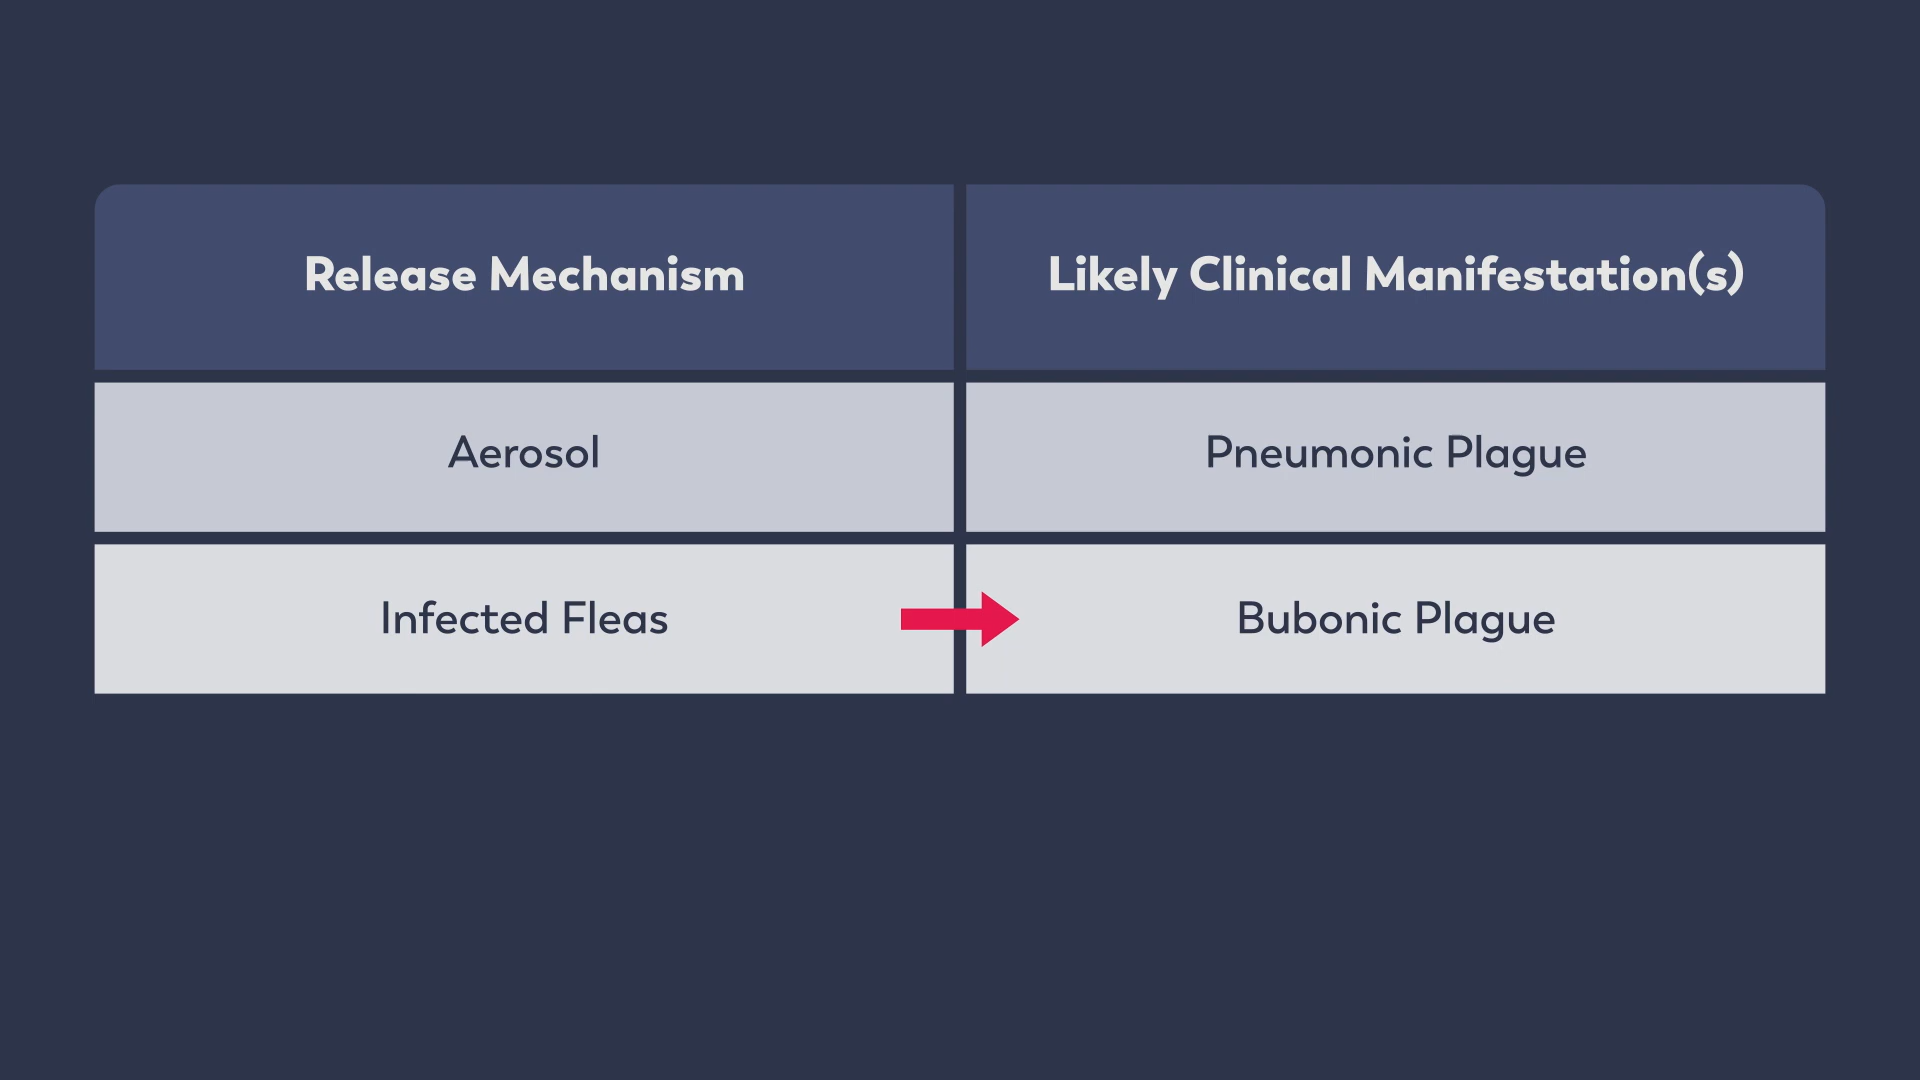 Release Mechanism
Likely Clinical Manifestation(s)
Aerosol
Pneumonic Plague
Infected Fleas
Bubonic Plague